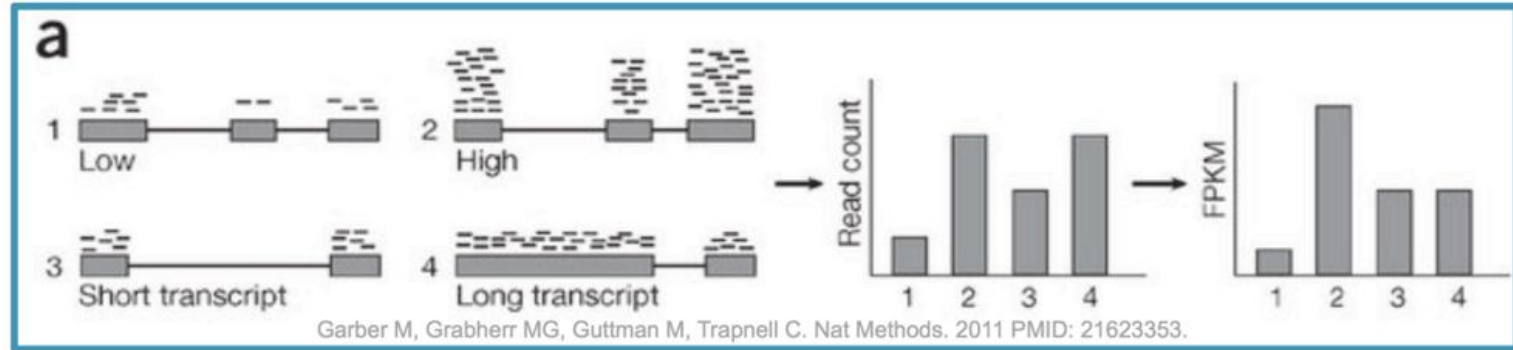 a
1
Low
2
High
3
Short transcript
4
Long transcript
Read count
1 2 3 4
FPKM
1 2 3 4
Garber M, Grabherr MG, Guttman M, Trapnell C. Nat Methods. 2011 PMID: 21623353.